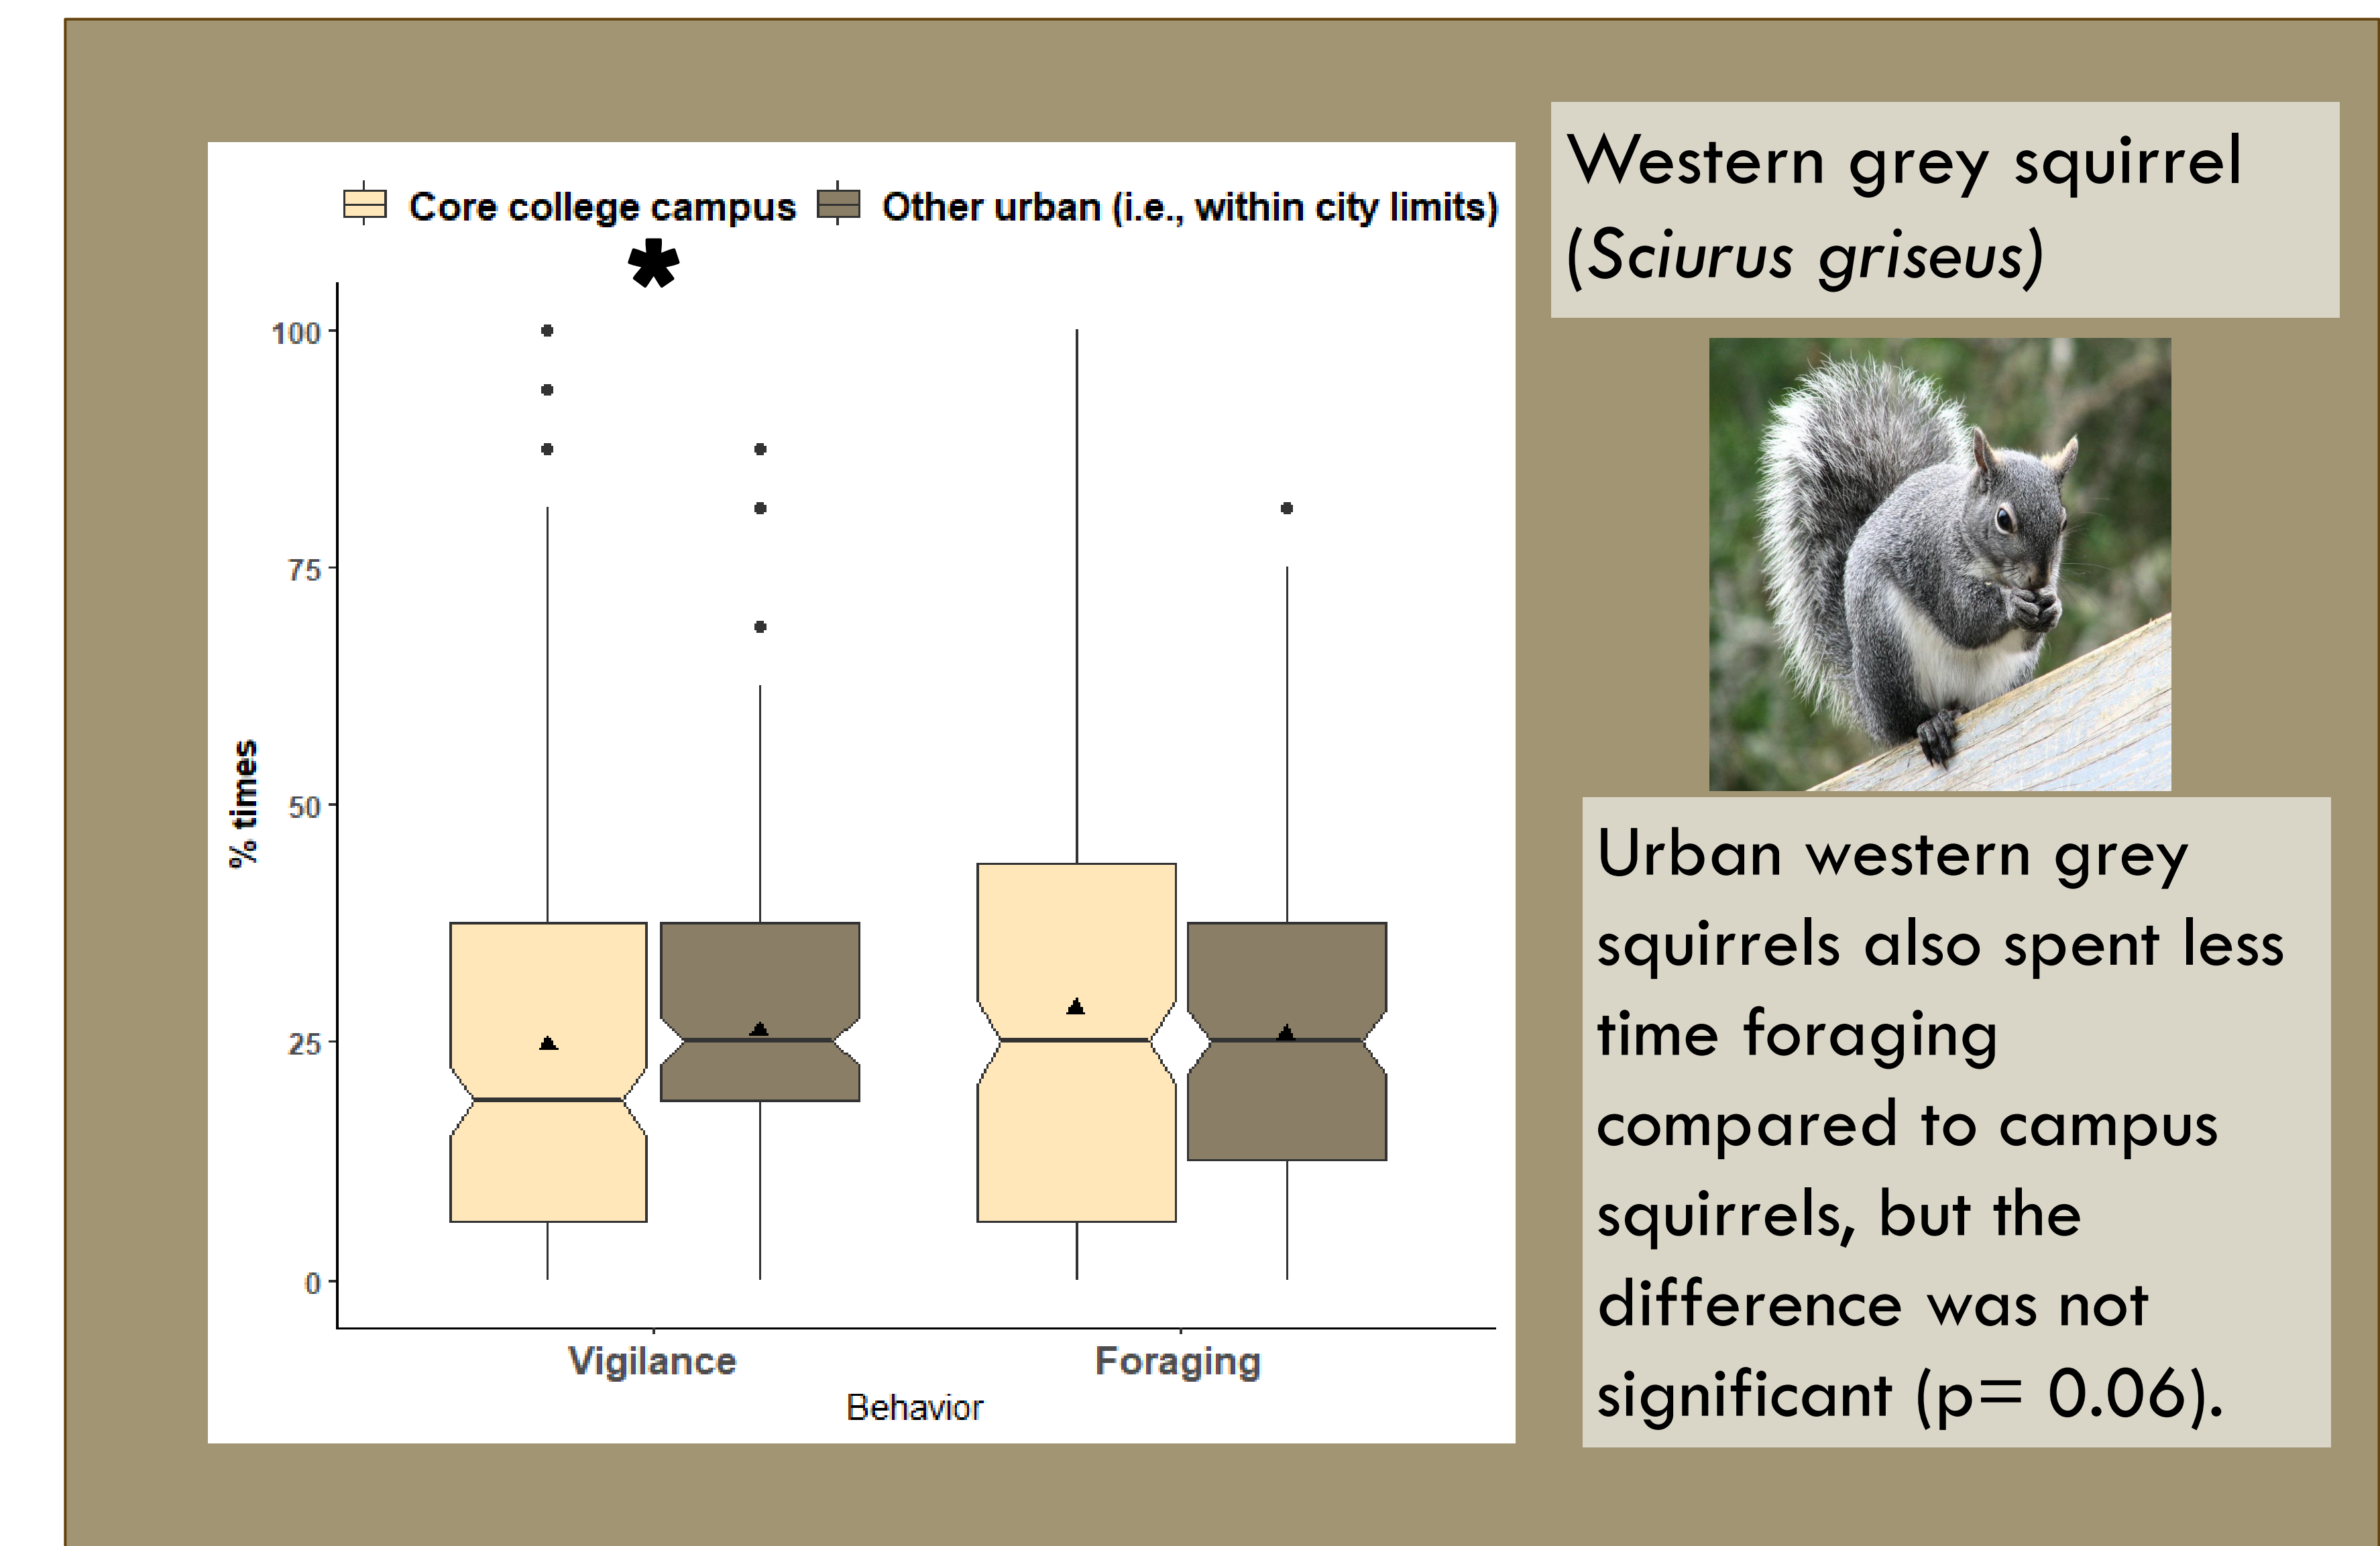 Core college campus Other urban (i.e., within city limits)
*
100
75
50
25
0
% times
Vigilance Foraging
Behavior
Western grey squirrel
(Sciurus griseus)
Urban western grey
squirrels also spent less
time foraging
compared to campus
squirrels, but the
difference was not
significant (p= 0.06).